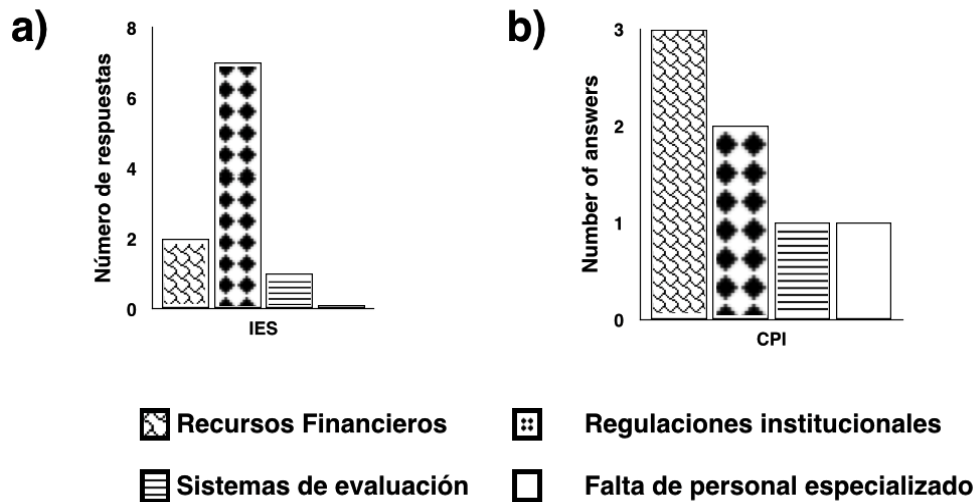 a)
Número de respuestas
8
6
4
2
0
IES
b)
Number of answers
3
2
1
0
CPI
Recursos Financieros
Regulaciones institucionales
Sistemas de evaluación
Falta de personal especializado